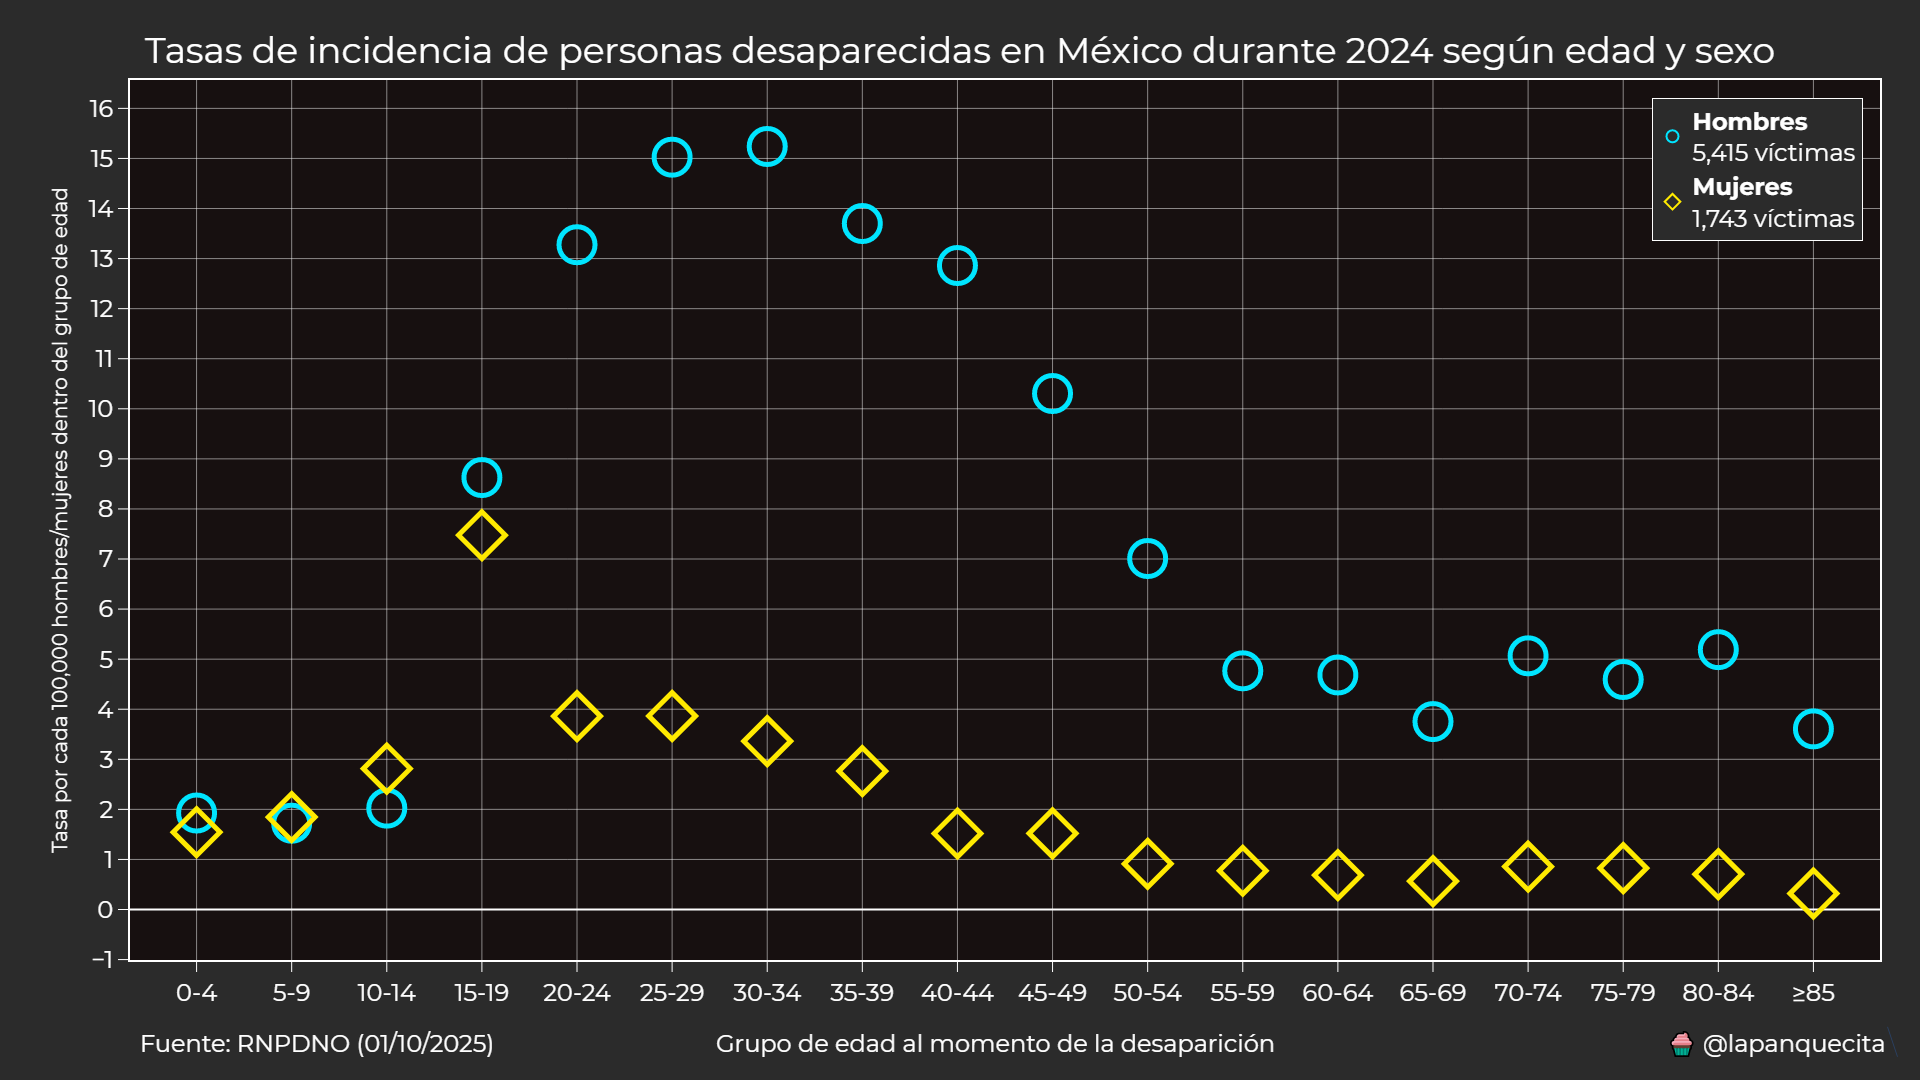 Tasas de incidencia de personas desaparecidas en México durante 2024 según edad y sexo
Tasa por cada 100,000 hombres/mujeres dentro del grupo de edad
16
15
14
13
12
11
10
9
8
7
6
5
4
3
2
1
0
−1
Hombres
5,415 víctimas
Mujeres
1,743 víctimas
0-4 5-9 10-14 15-19 20-24 25-29 30-34 35-39 40-44 45-49 50-54 55-59 60-64 65-69 70-74 75-79 80-84 ≥85
Fuente: RNPDNO (01/10/2025) Grupo de edad al momento de la desaparición 🧁 @lapanquecita